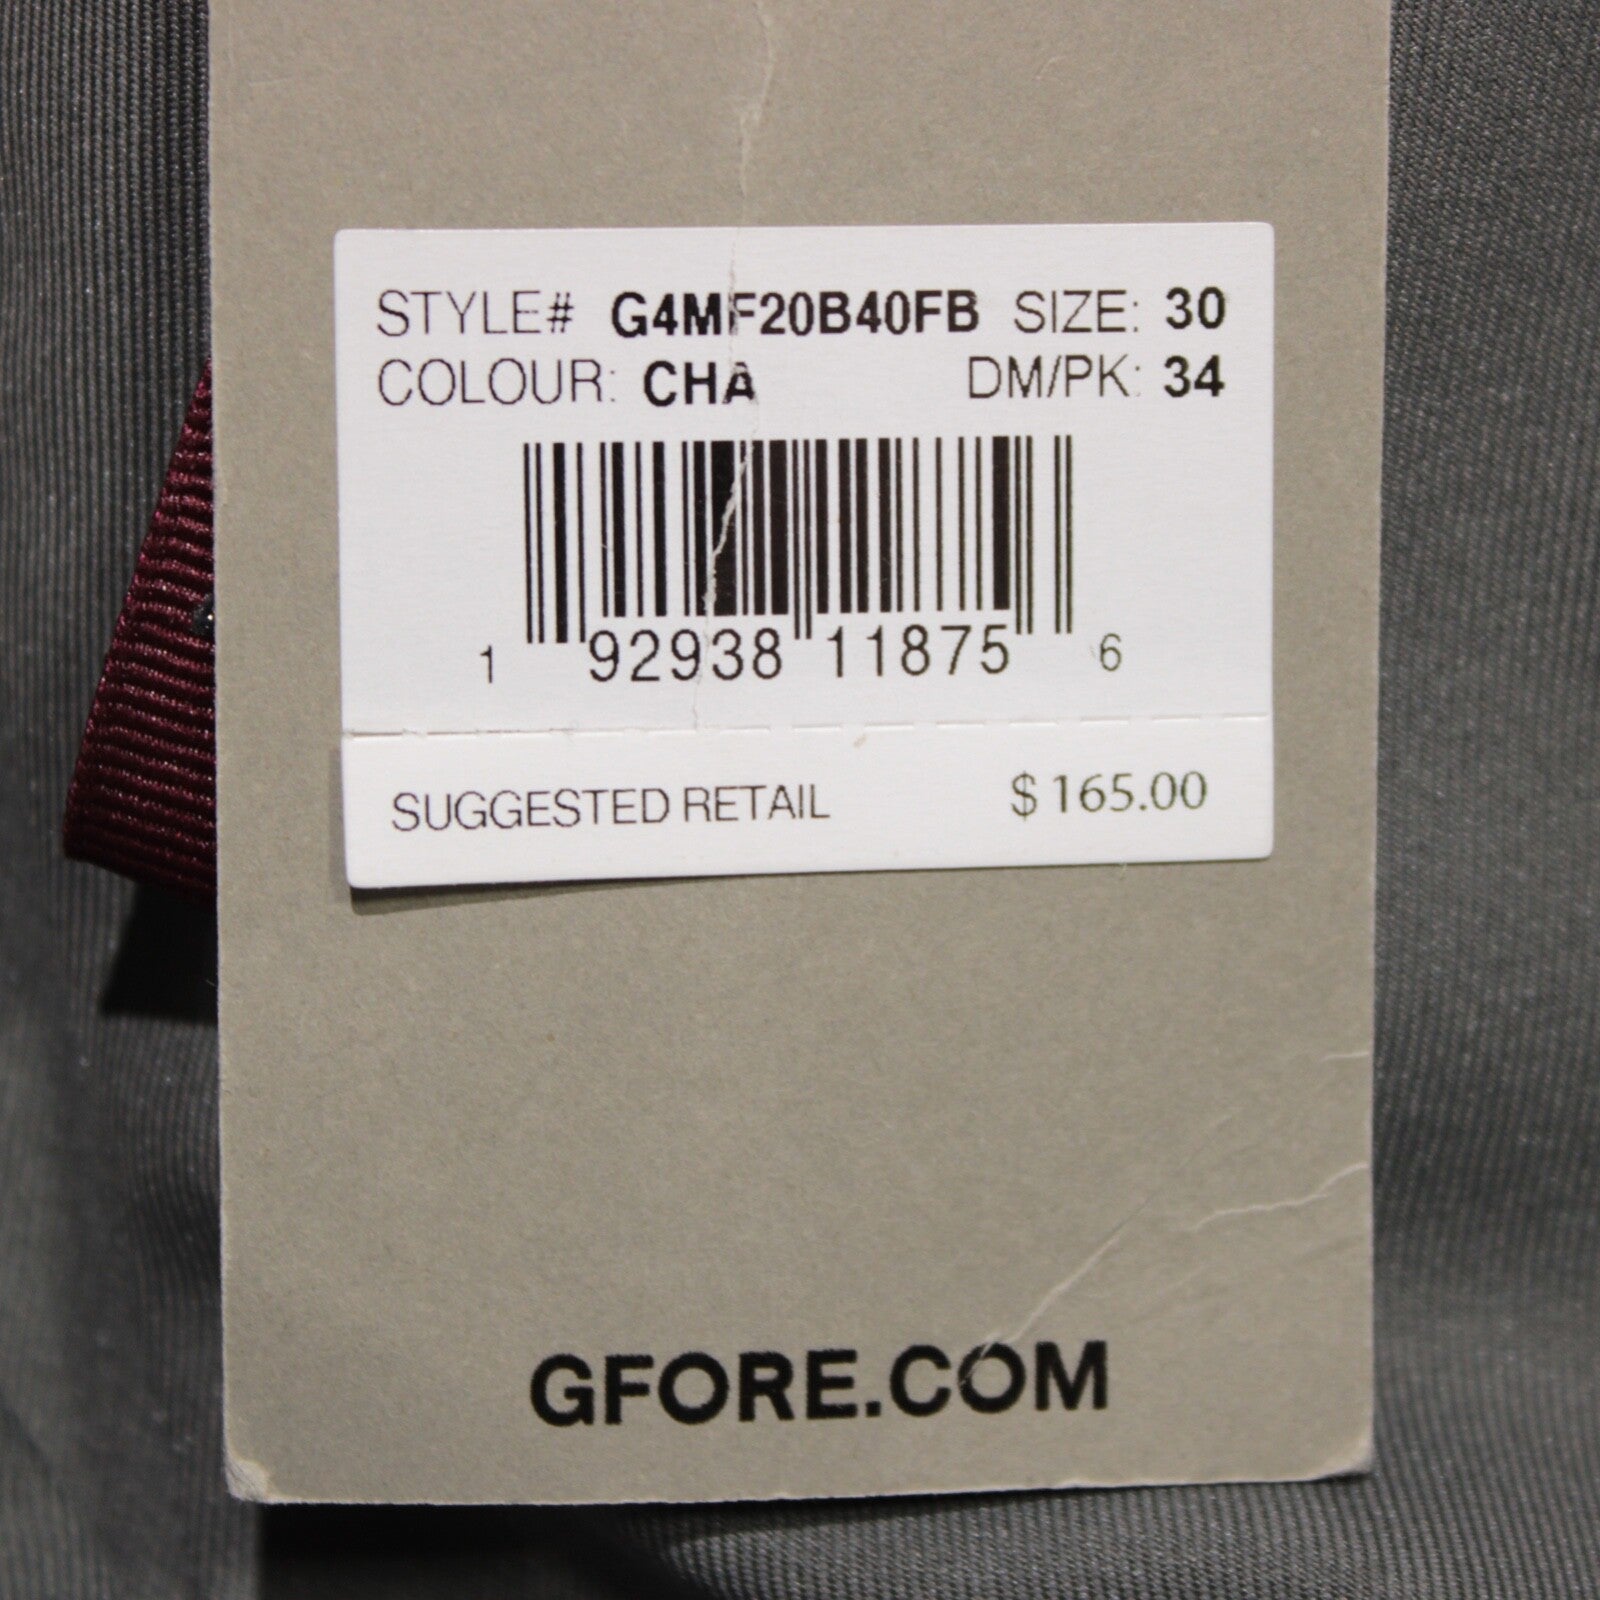 STYLE# G4MF20B40FB SIZE: 30
COLOUR: CHA DM/PK: 34
1 92938 11875 6
SUGGESTED RETAIL $165.00
GFORE.COM